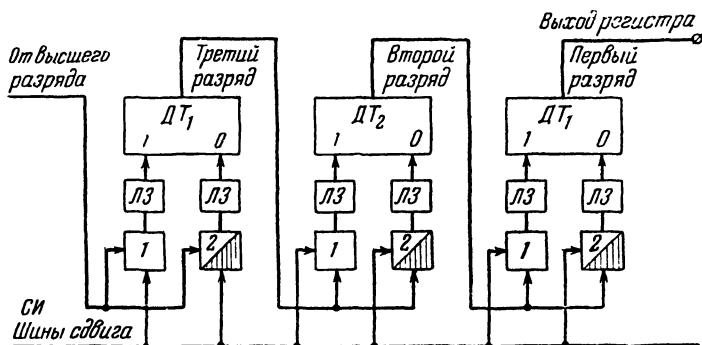 Выход регистра
От высшего разряда
Третий разряд
Второй разряд
Первый разряд
ДТ1
1 0
ДТ2
1 0
ДТ1
1 0
ЛЗ ЛЗ ЛЗ ЛЗ ЛЗ ЛЗ
1 2 1 2 1 2
СИ
Шины сдвига